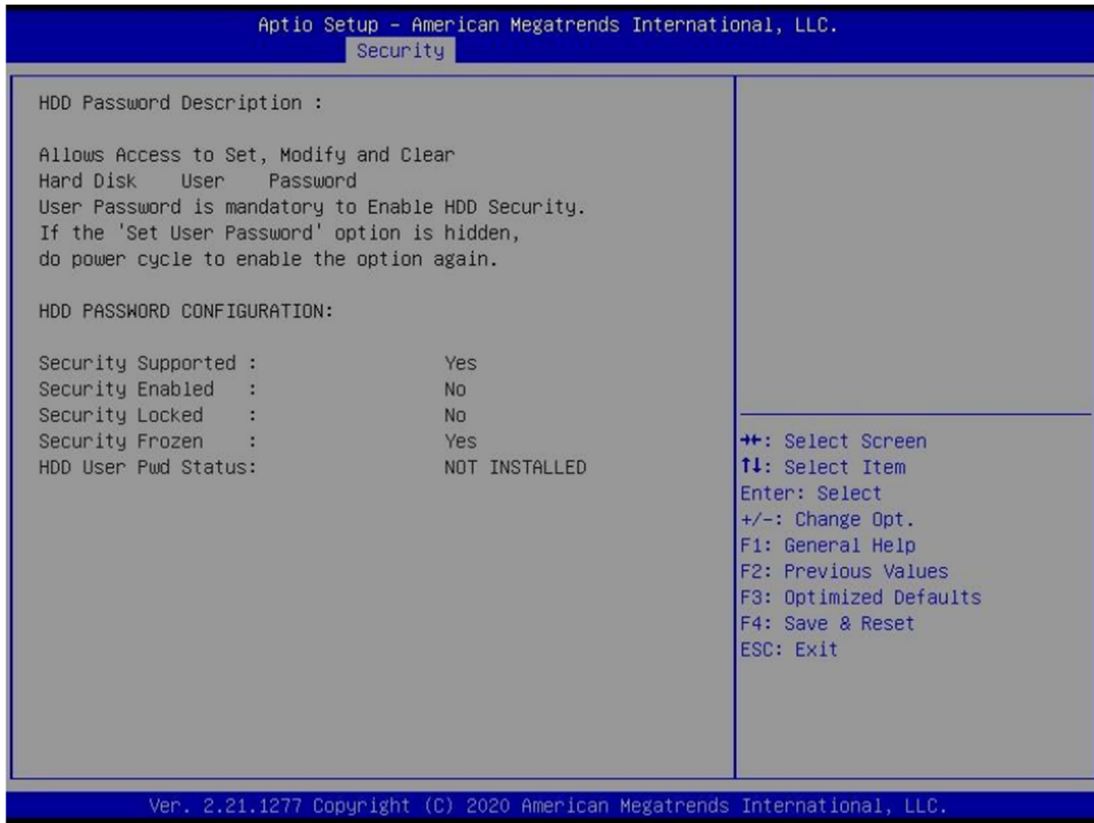 Aptio Setup – American Megatrends International, LLC.
Security
HDD Password Description :
Allows Access to Set, Modify and Clear
Hard Disk User Password
User Password is mandatory to Enable HDD Security.
If the 'Set User Password' option is hidden,
do power cycle to enable the option again.
HDD PASSWORD CONFIGURATION:
Security Supported : Yes
Security Enabled : No
Security Locked : No
Security Frozen : Yes
HDD User Pwd Status: NOT INSTALLED
→←: Select Screen
↑↓: Select Item
Enter: Select
+/-: Change Opt.
F1: General Help
F2: Previous Values
F3: Optimized Defaults
F4: Save & Reset
ESC: Exit
Ver. 2.21.1277 Copyright (C) 2020 American Megatrends International, LLC.